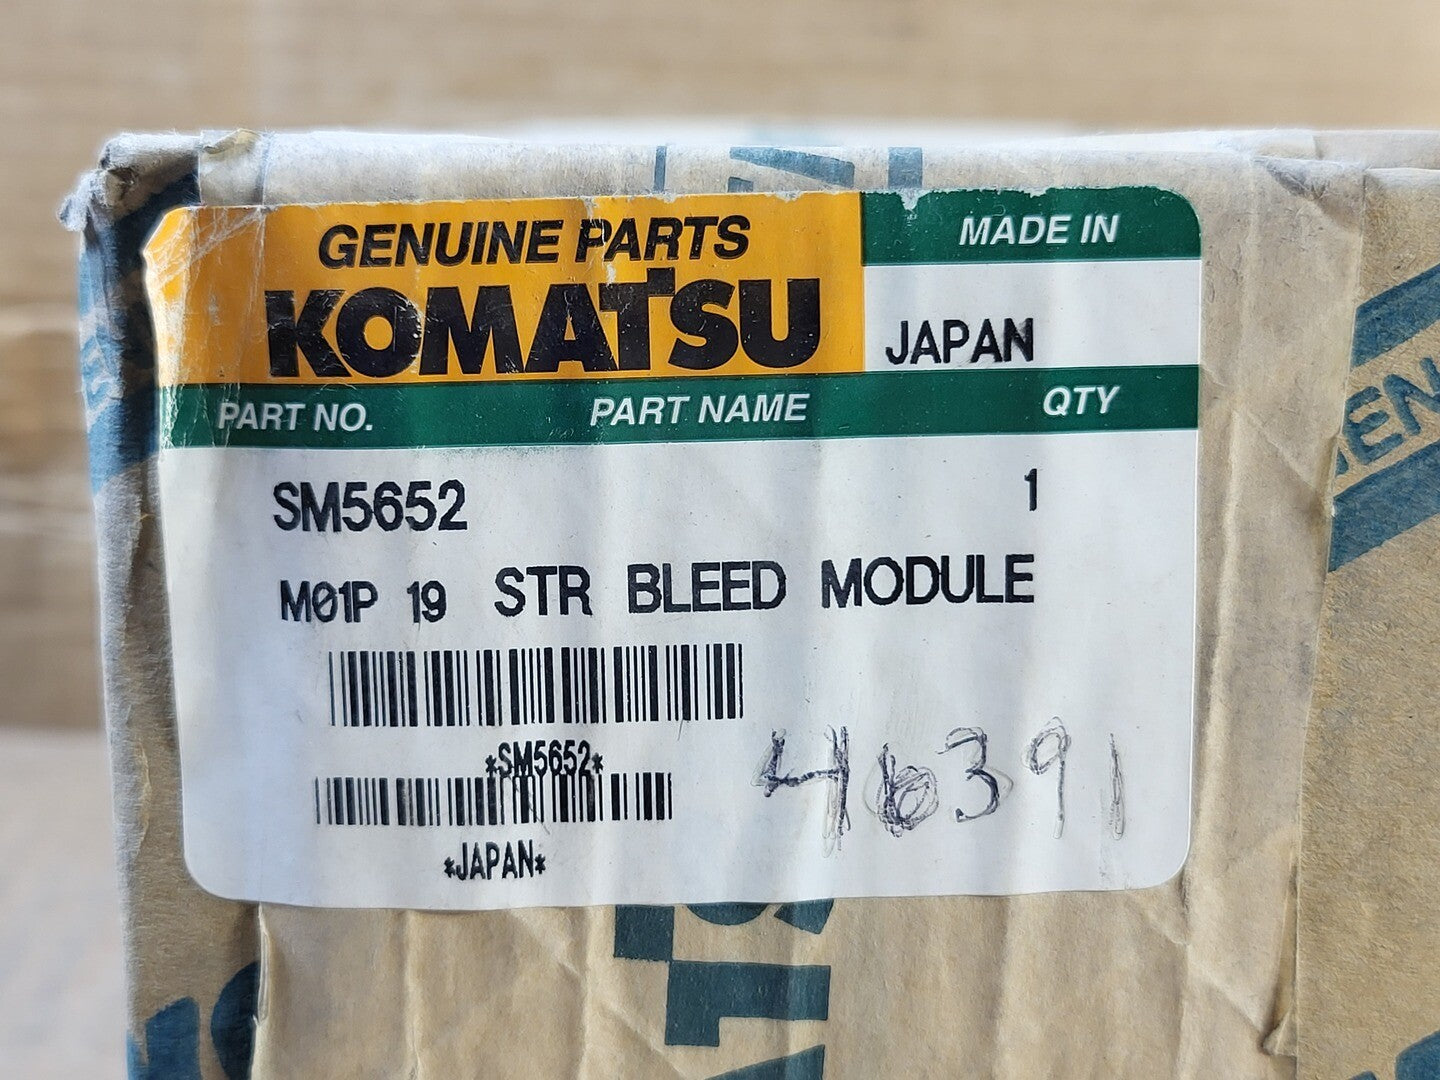 GENUINE PARTS
KOMATSU
MADE IN
JAPAN
PART NO. PART NAME QTY
SM5652 1
M01P 19 STR BLEED MODULE
*SM5652*
*JAPAN*
46391